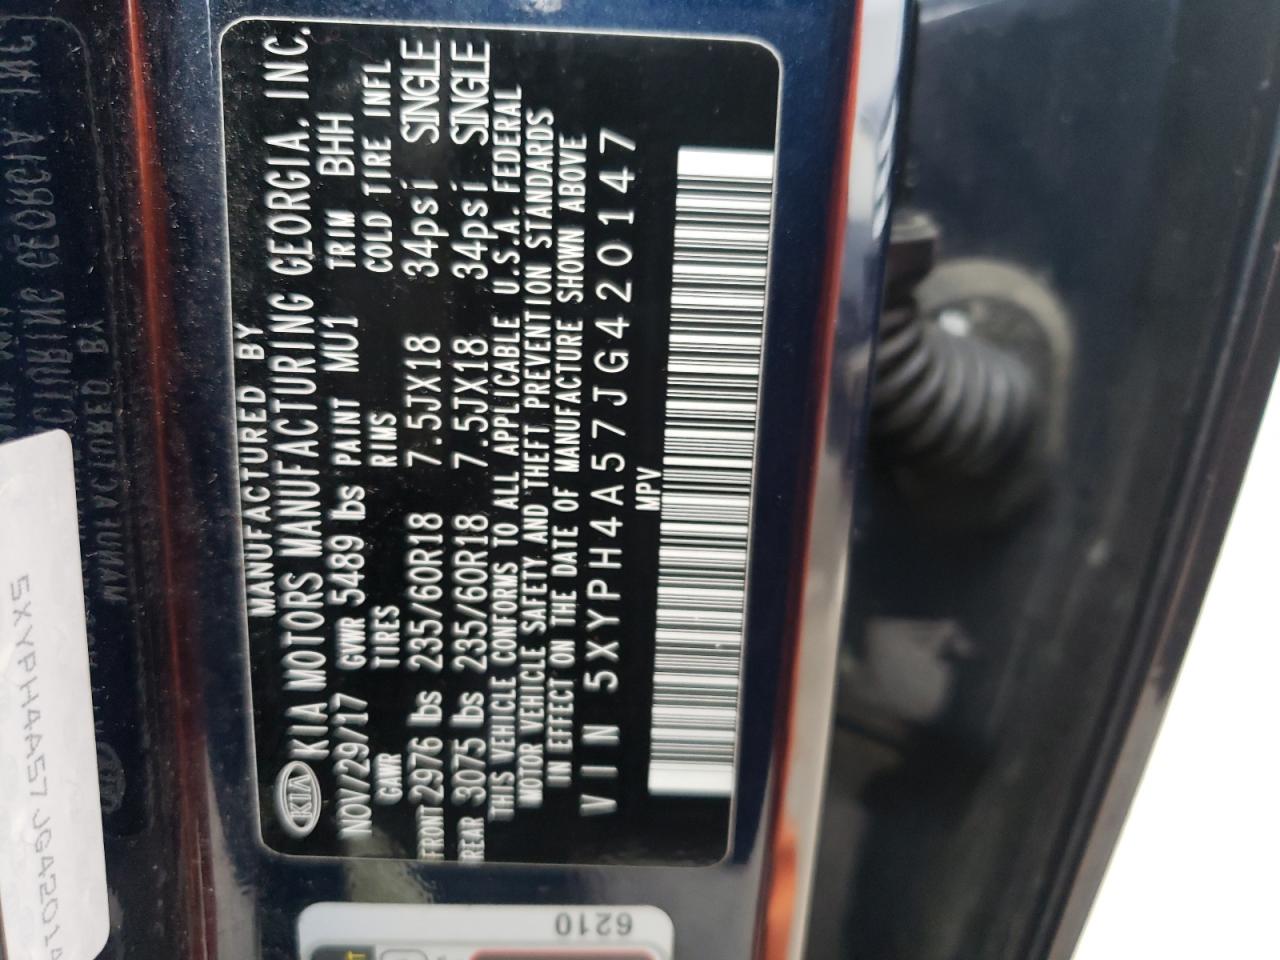 MANUFACTURED BY
KIA KIA MOTORS MANUFACTURING GEORGIA, INC.
NOV/29/17 GVWR 5489 lbs PAINT MU1 TRIM BHH
GAWR TIRES RIMS COLD TIRE INFL
FRONT 2976 lbs 235/60R18 7.5JX18 34psi SINGLE
REAR 3075 lbs 235/60R18 7.5JX18 34psi SINGLE
THIS VEHICLE CONFORMS TO ALL APPLICABLE U.S.A. FEDERAL
MOTOR VEHICLE SAFETY AND THEFT PREVENTION STANDARDS
IN EFFECT ON THE DATE OF MANUFACTURE SHOWN ABOVE
VIN 5XYPH4A57JG420147
MPV
5XYPH4A57JG42014
6210